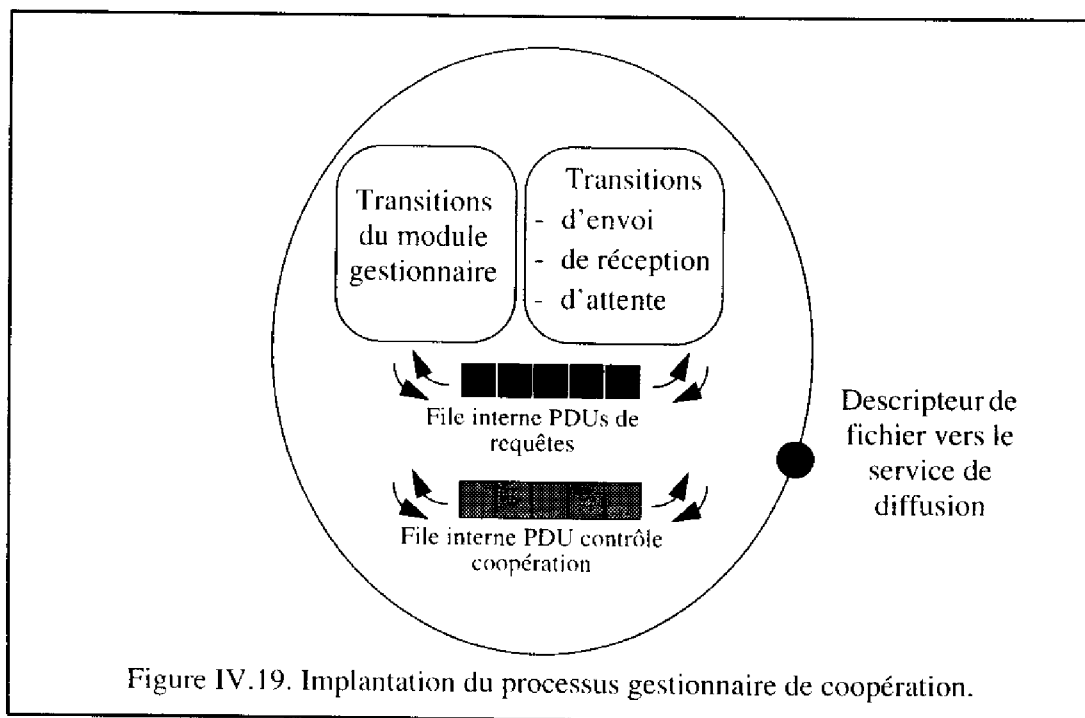 Transitions
du module
gestionnaire
Transitions
- d'envoi
- de réception
- d'attente
File interne PDUs de
requêtes
File interne PDU contrôle
coopération
Descripteur de
fichier vers le
service de
diffusion
Figure IV.19. Implantation du processus gestionnaire de coopération.